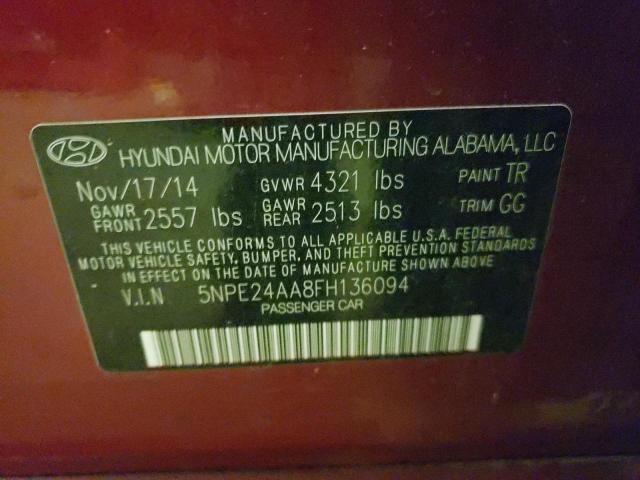 MANUFACTURED BY
HYUNDAI MOTOR MANUFACTURING ALABAMA, LLC
Nov/17/14 GVWR 4321 lbs PAINT TR
GAWR FRONT 2557 lbs GAWR REAR 2513 lbs TRIM GG
THIS VEHICLE CONFORMS TO ALL APPLICABLE U.S.A. FEDERAL
MOTOR VEHICLE SAFETY, BUMPER, AND THEFT PREVENTION STANDARDS
IN EFFECT ON THE DATE OF MANUFACTURE SHOWN ABOVE.
V.I.N 5NPE24AA8FH136094
PASSENGER CAR